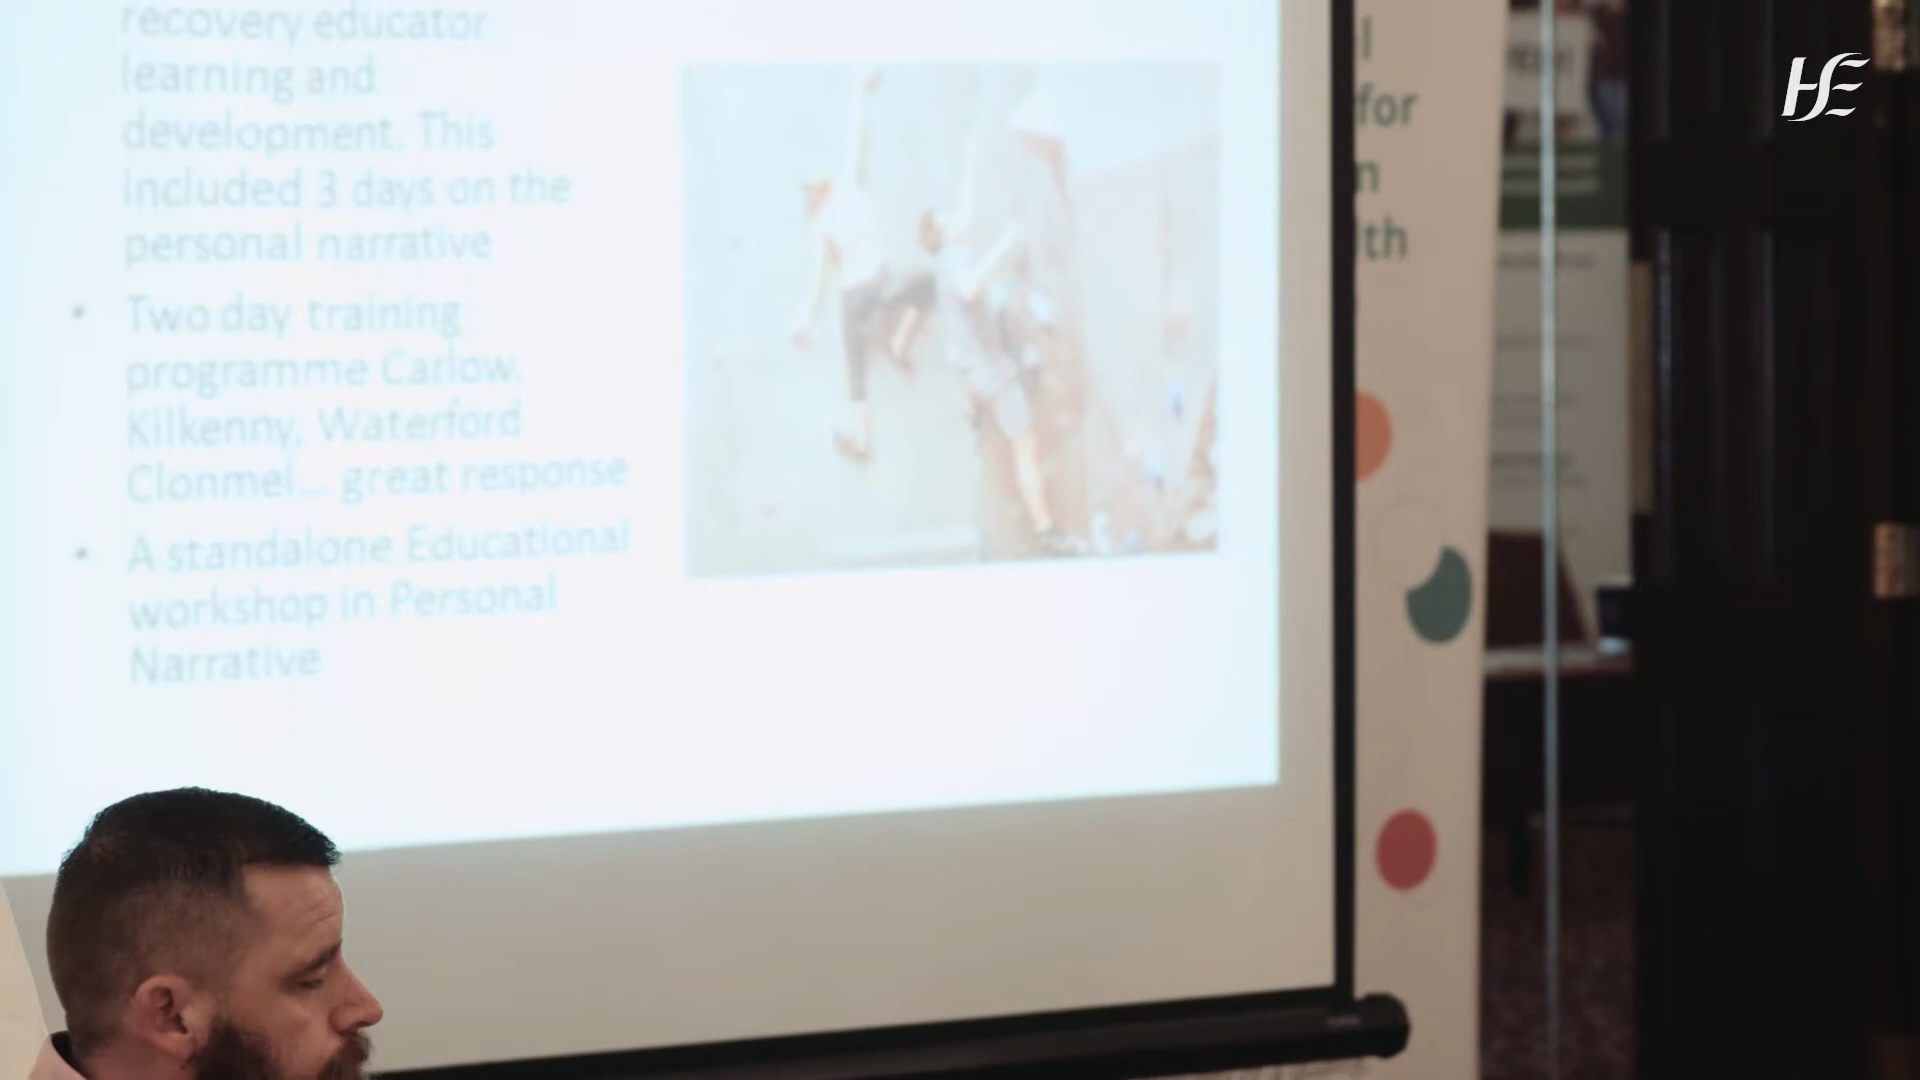 recovery educator
learning and
development. This
included 3 days on the
personal narrative
• Two day training
programme Carlow.
Kilkenny, Waterford
Clonmel... great response
• A standalone Educational
workshop in Personal
Narrative
for
HSE